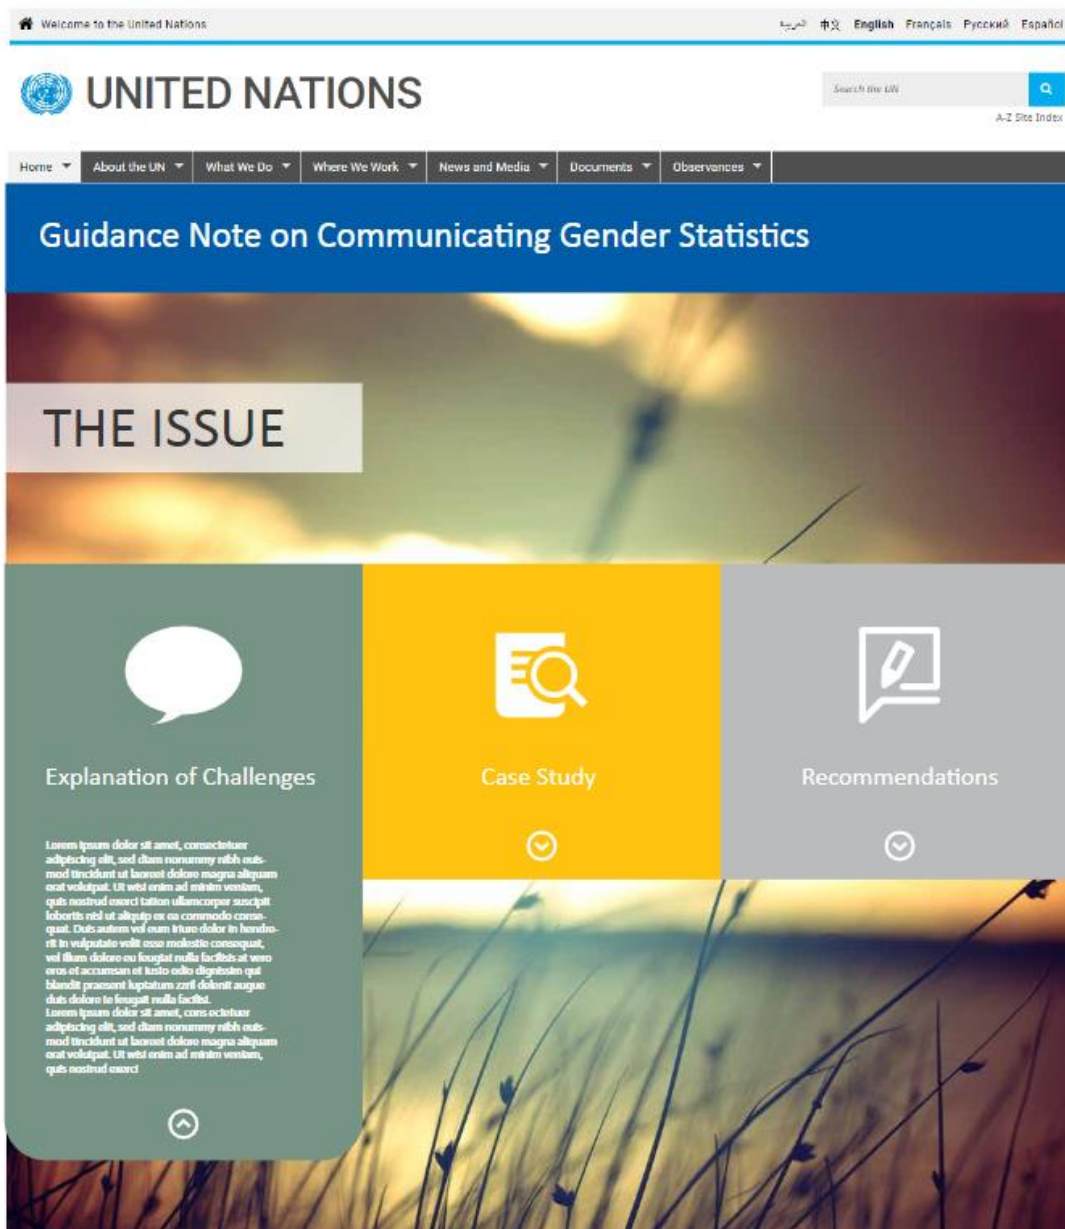 Welcome to the United Nations
العربية 中文 English Français Русский Español
UNITED NATIONS
Search the UN
A-Z Site Index
Home About the UN What We Do Where We Work News and Media Documents Observances
Guidance Note on Communicating Gender Statistics
THE ISSUE
Explanation of Challenges
Case Study
Recommendations
Lorem ipsum dolor sit amet, consectetuer
adipiscing elit, sed diam nonummy nibh euis-
mod tincidunt ut laoreet dolore magna aliquam
erat volutpat. Ut wisi enim ad minim veniam,
quis nostrud exerci tation ullamcorper suscipit
lobortis nisl ut aliquip ex ea commodo conse-
quat. Duis autem vel eum iriure dolor in hendre-
rit in vulputate velit esse molestie consequat,
vel illum dolore eu feugiat nulla facilisis at vero
eros et accumsan et iusto odio dignissim qui
blandit praesent luptatum zzril delenit augue
duis dolore te feugait nulla facilisi.
Lorem ipsum dolor sit amet, cons ectetuer
adipiscing elit, sed diam nonummy nibh euis-
mod tincidunt ut laoreet dolore magna aliquam
erat volutpat. Ut wisi enim ad minim veniam,
quis nostrud exerci